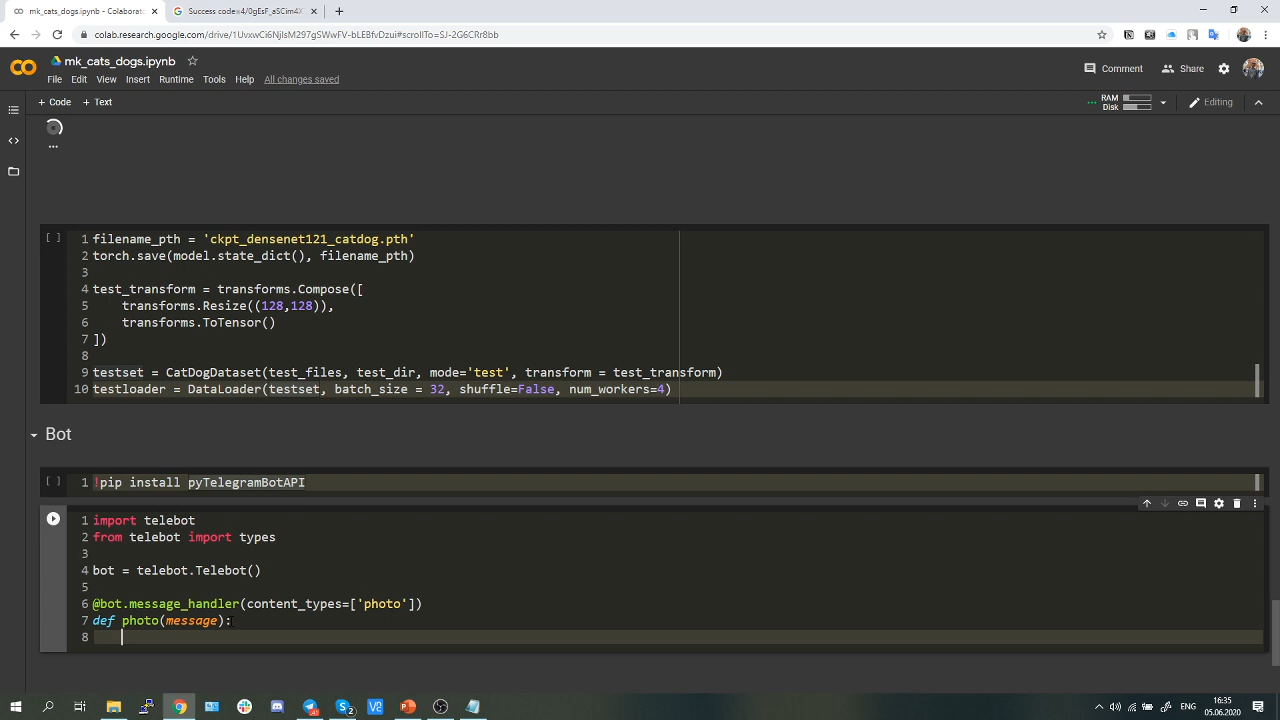 mk_cats_dogs.ipynb - Colaborato
Success code=4/0gEsF_aSCim4X
colab.research.google.com/drive/1UvxwCi6NjIsM297gSWwFV-bLEBfvDzui#scrollTo=SJ-2G6CRr8bb
mk_cats_dogs.ipynb
File Edit View Insert Runtime Tools Help All changes saved
Comment Share
+ Code + Text
RAM
Disk
Editing
[ ]
1 filename_pth = 'ckpt_densenet121_catdog.pth'
2 torch.save(model.state_dict(), filename_pth)
3
4 test_transform = transforms.Compose([
5 transforms.Resize((128,128)),
6 transforms.ToTensor()
7 ])
8
9 testset = CatDogDataset(test_files, test_dir, mode='test', transform = test_transform)
10 testloader = DataLoader(testset, batch_size = 32, shuffle=False, num_workers=4)
Bot
[ ]
1 !pip install pyTelegramBotAPI
1 import telebot
2 from telebot import types
3
4 bot = telebot.Telebot()
5
6 @bot.message_handler(content_types=['photo'])
7 def photo(message):
8
16:35
05.06.2020